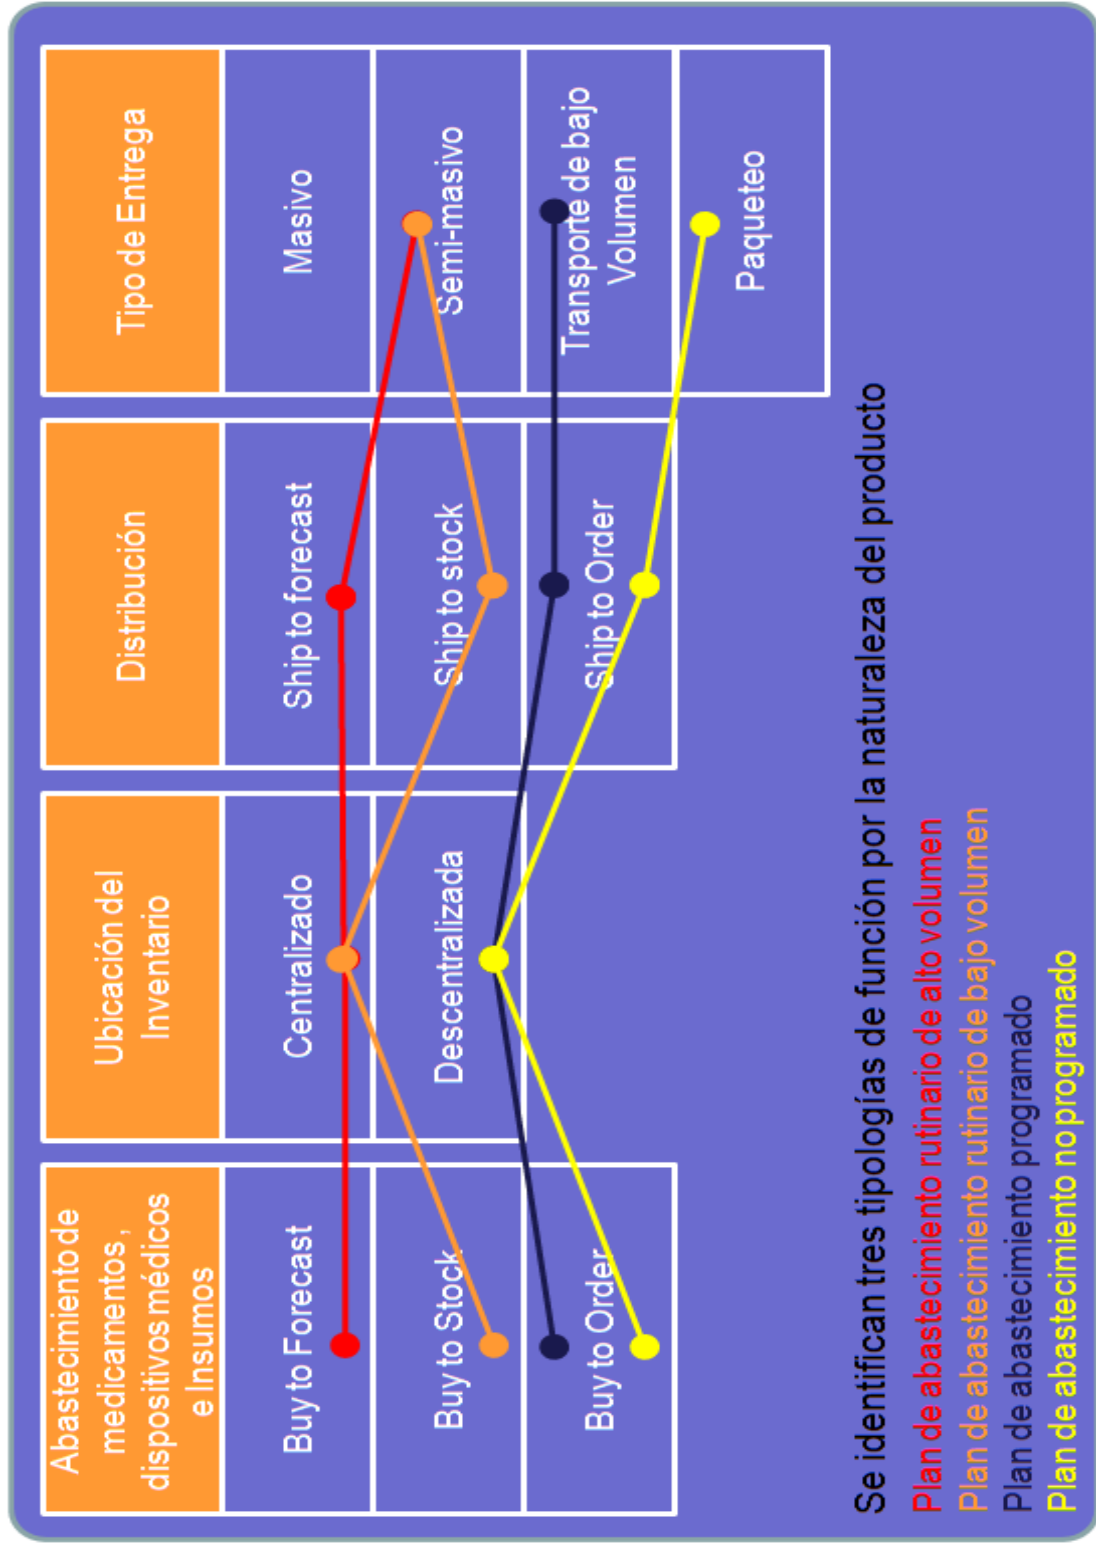 Abastecimiento de
medicamentos,
dispositivos médicos
e Insumos
Buy to Forecast
Buy to Stock
Buy to Order
Ubicación del
Inventario
Centralizado
Descentralizada
Distribución
Ship to forecast
Ship to stock
Ship to Order
Tipo de Entrega
Masivo
Semi-masivo
Transporte de bajo
Volumen
Paqueteo
Se identifican tres tipologías de función por la naturaleza del producto
Plan de abastecimiento rutinario de alto volumen
Plan de abastecimiento rutinario de bajo volumen
Plan de abastecimiento programado
Plan de abastecimiento no programado